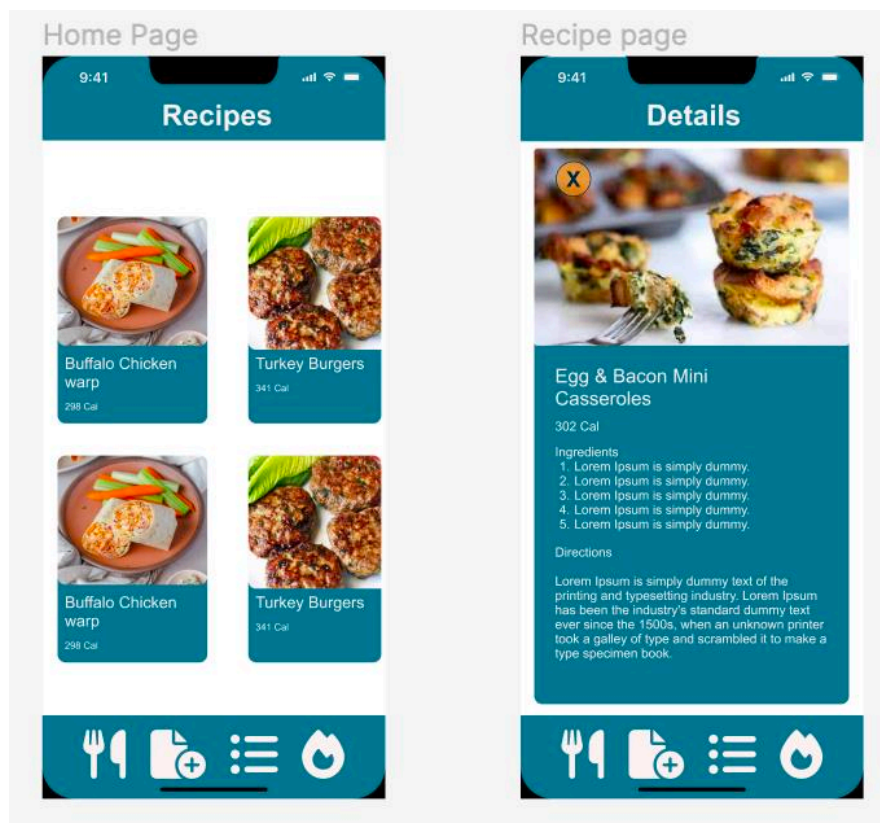 Home Page
9:41
Recipes
Buffalo Chicken
warp
298 Cal
Turkey Burgers
341 Cal
Buffalo Chicken
warp
298 Cal
Turkey Burgers
341 Cal
Recipe page
9:41
Details
X
Egg & Bacon Mini
Casseroles
302 Cal
Ingredients
1. Lorem Ipsum is simply dummy.
2. Lorem Ipsum is simply dummy.
3. Lorem Ipsum is simply dummy.
4. Lorem Ipsum is simply dummy.
5. Lorem Ipsum is simply dummy.
Directions
Lorem Ipsum is simply dummy text of the
printing and typesetting industry. Lorem Ipsum
has been the industry's standard dummy text
ever since the 1500s, when an unknown printer
took a galley of type and scrambled it to make a
type specimen book.